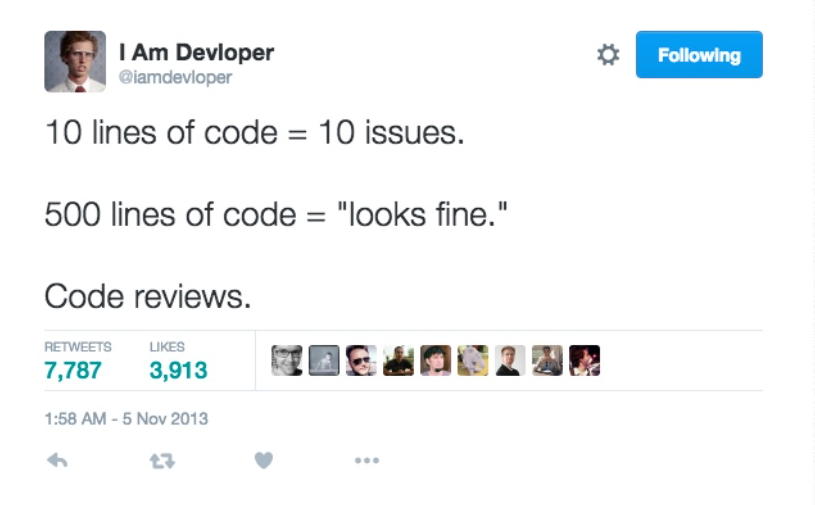 I Am Devloper
@iamdevloper
Following
10 lines of code = 10 issues.
500 lines of code = "looks fine."
Code reviews.
RETWEETS LIKES
7,787 3,913
1:58 AM - 5 Nov 2013